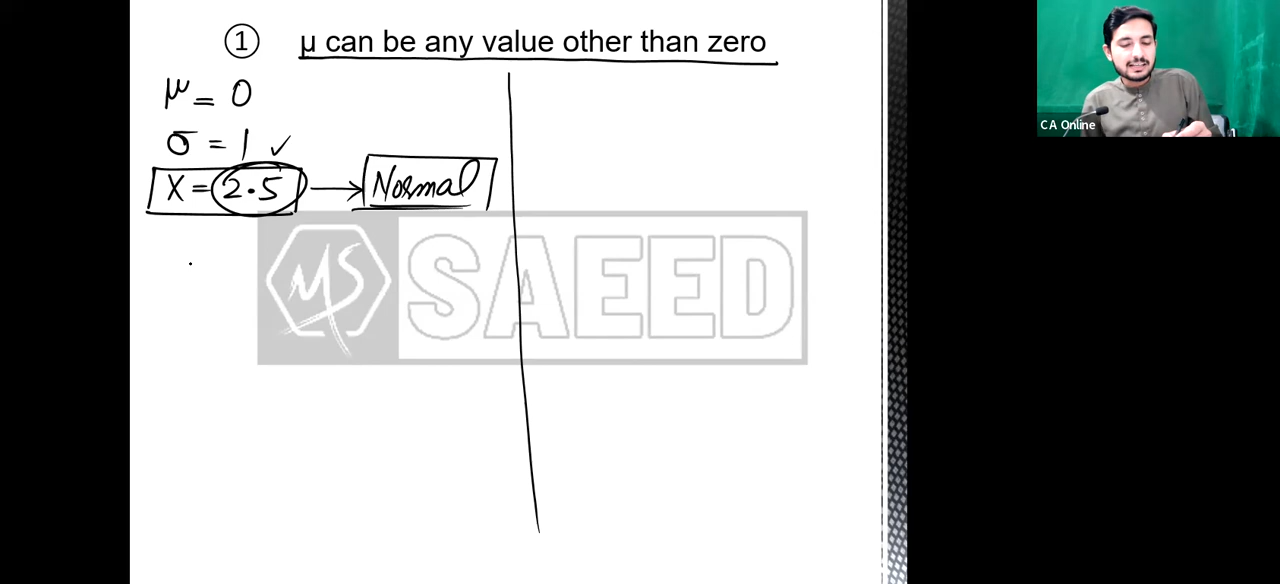 ① μ can be any value other than zero
μ = 0
σ = 1 ✓
X = 2.5 → Normal
MS SAEED
CA Online